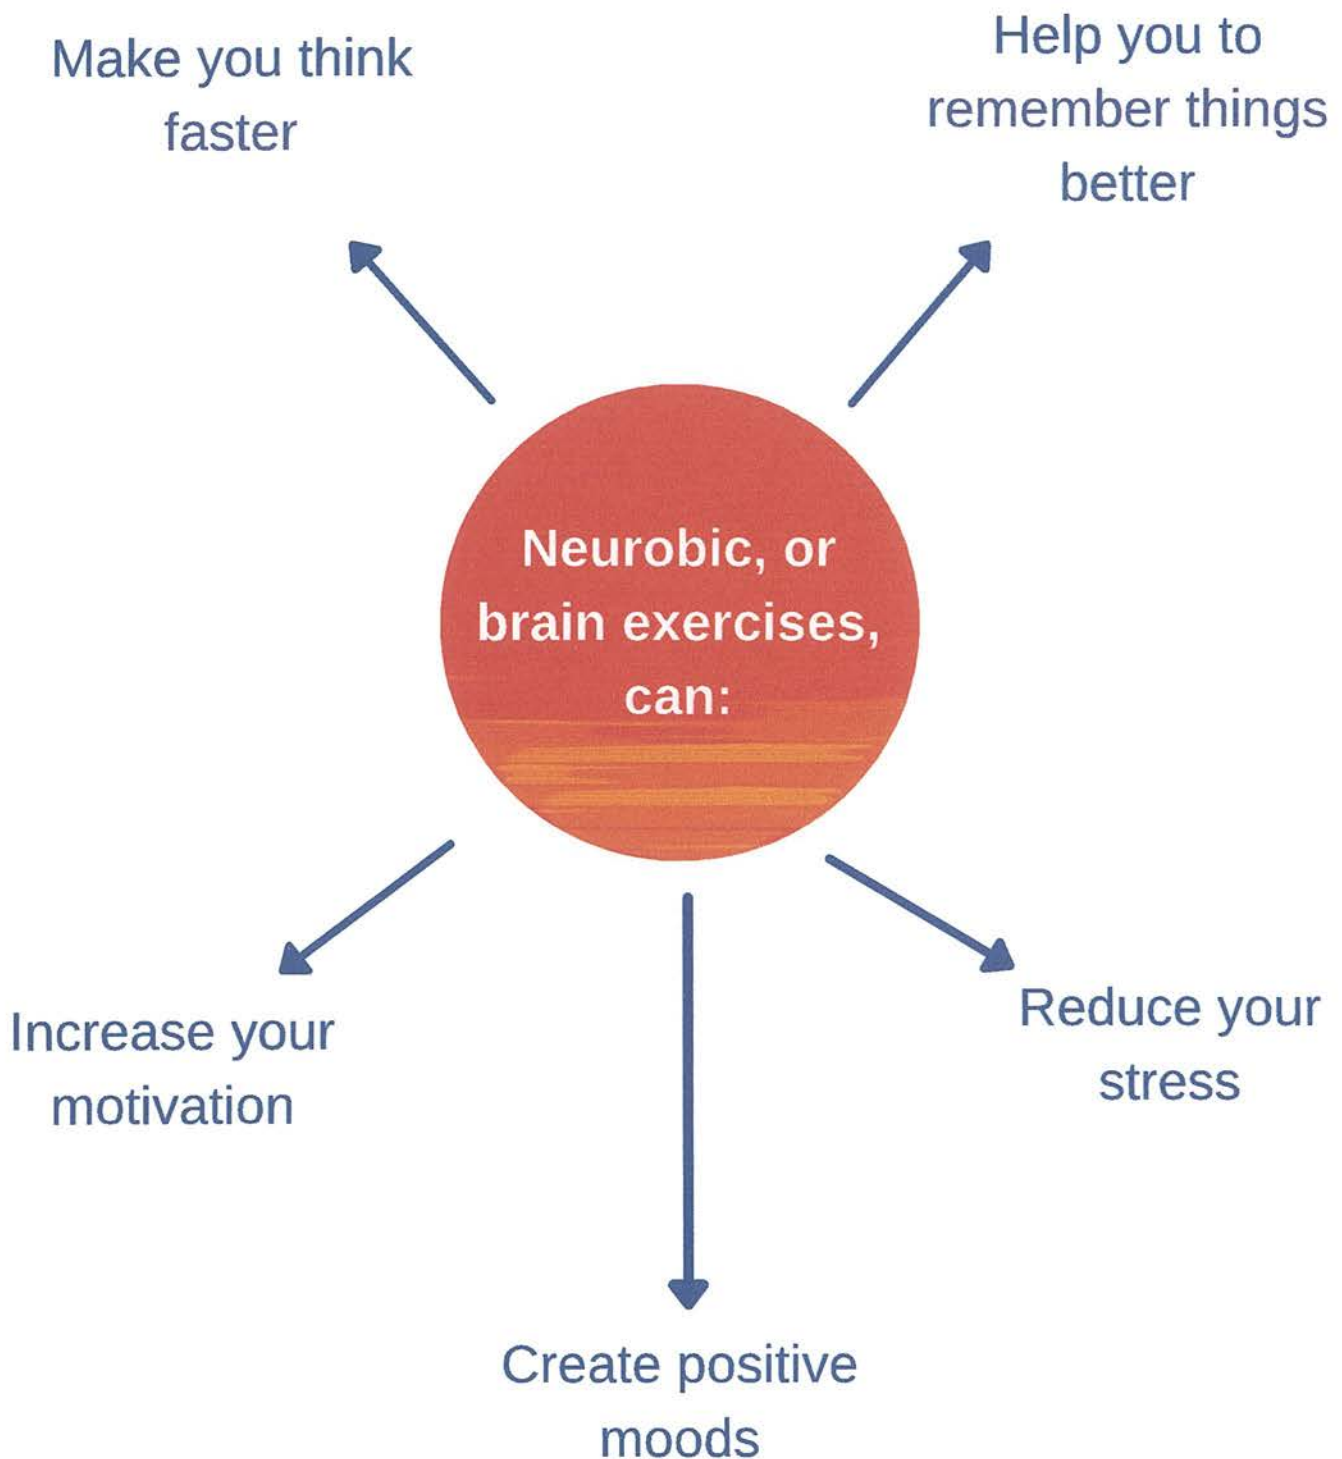 Make you think
faster
Help you to
remember things
better
Neurobic, or
brain exercises,
can:
Increase your
motivation
Reduce your
stress
Create positive
moods